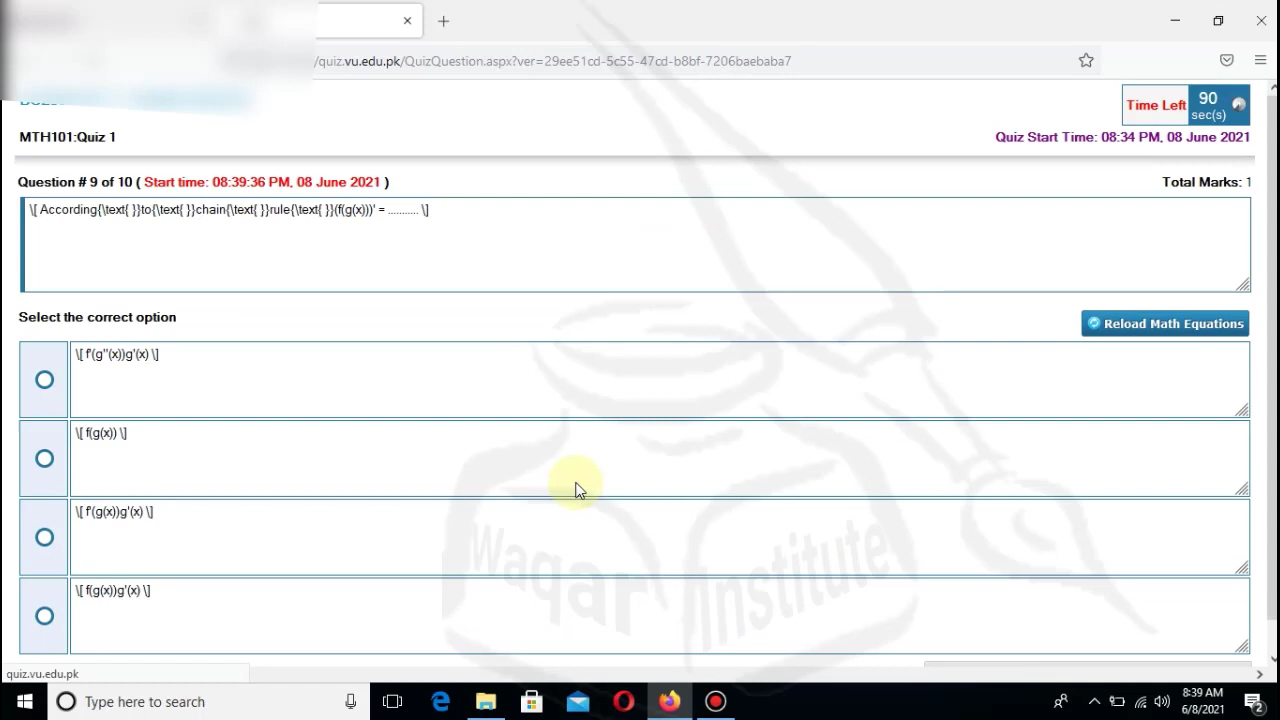 quiz.vu.edu.pk/QuizQuestion.aspx?ver=29ee51cd-5c55-47cd-b8bf-7206baebaba7
Time Left 90 sec(s)
MTH101:Quiz 1
Quiz Start Time: 08:34 PM, 08 June 2021
Question # 9 of 10 ( Start time: 08:39:36 PM, 08 June 2021 )
Total Marks: 1
\[ According{\text{ }}to{\text{ }}chain{\text{ }}rule{\text{ }}(f(g(x)))' = ........... \]
Select the correct option
Reload Math Equations
\[ f'(g''(x))g'(x) \]
\[ f(g(x)) \]
\[ f'(g(x))g'(x) \]
\[ f(g(x))g'(x) \]
Waqar Institute
quiz.vu.edu.pk
Type here to search
8:39 AM
6/8/2021
2